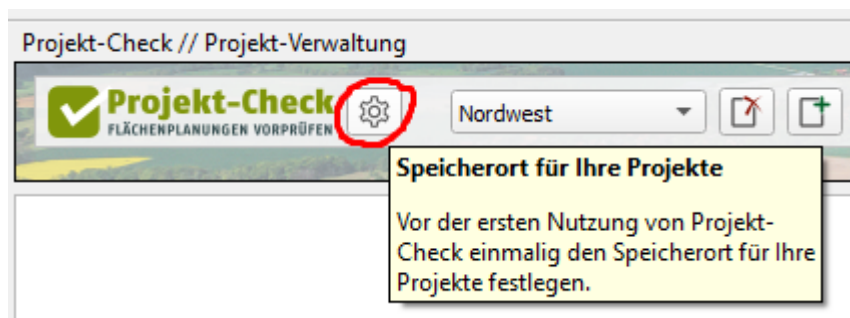 Projekt-Check // Projekt-Verwaltung
Projekt-Check
FLÄCHENPLANUNGEN VORPRÜFEN
Nordwest
Speicherort für Ihre Projekte
Vor der ersten Nutzung von Projekt-
Check einmalig den Speicherort für Ihre
Projekte festlegen.